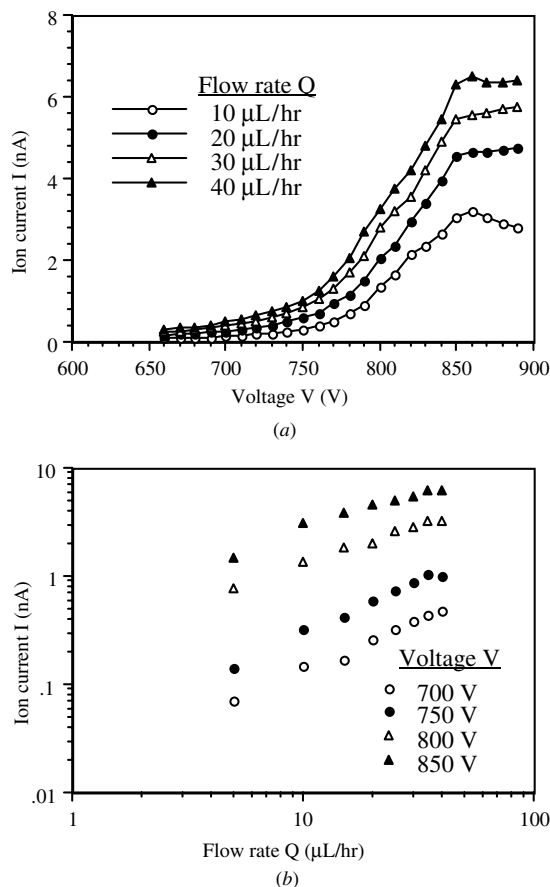 8
6
4
2
0
Ion current I (nA)
Flow rate Q
10 μL/hr
20 μL/hr
30 μL/hr
40 μL/hr
600 650 700 750 800 850 900
Voltage V (V)
(a)
10
1
.1
.01
Ion current I (nA)
Voltage V
700 V
750 V
800 V
850 V
1 10 100
Flow rate Q (μL/hr)
(b)